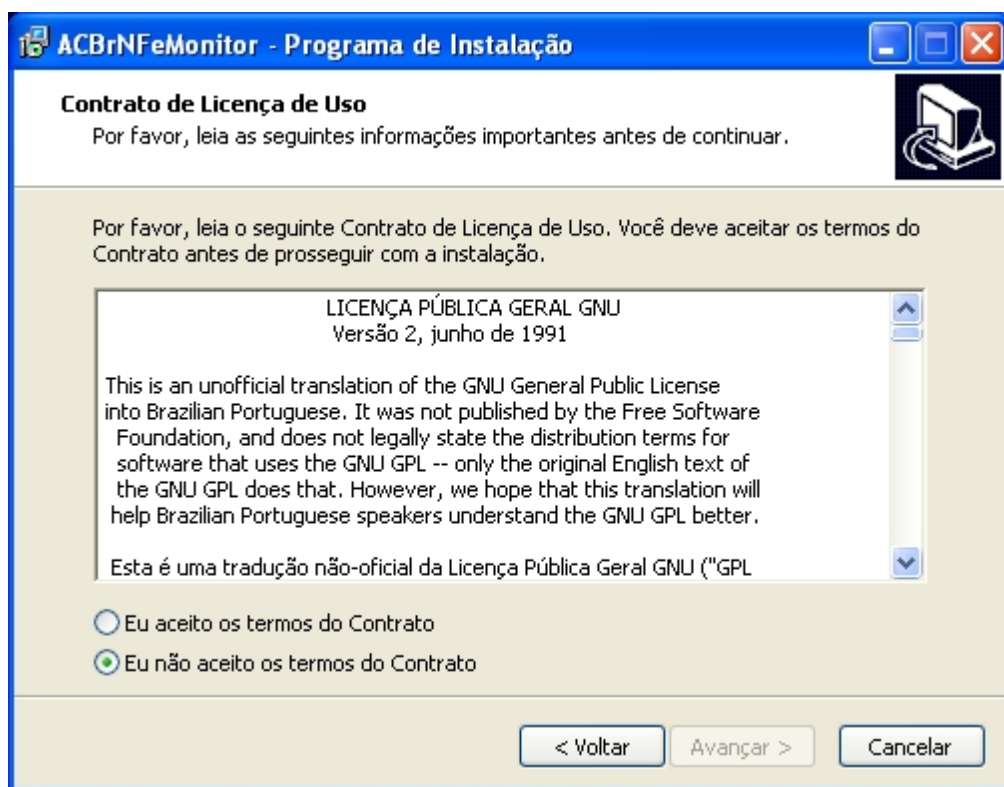 ACBrNFeMonitor - Programa de Instalação
Contrato de Licença de Uso
Por favor, leia as seguintes informações importantes antes de continuar.
Por favor, leia o seguinte Contrato de Licença de Uso. Você deve aceitar os termos do
Contrato antes de prosseguir com a instalação.
LICENÇA PÚBLICA GERAL GNU
Versão 2, junho de 1991
This is an unofficial translation of the GNU General Public License
into Brazilian Portuguese. It was not published by the Free Software
Foundation, and does not legally state the distribution terms for
software that uses the GNU GPL -- only the original English text of
the GNU GPL does that. However, we hope that this translation will
help Brazilian Portuguese speakers understand the GNU GPL better.
Esta é uma tradução não-oficial da Licença Pública Geral GNU ("GPL
Eu aceito os termos do Contrato
Eu não aceito os termos do Contrato
< Voltar
Avançar >
Cancelar